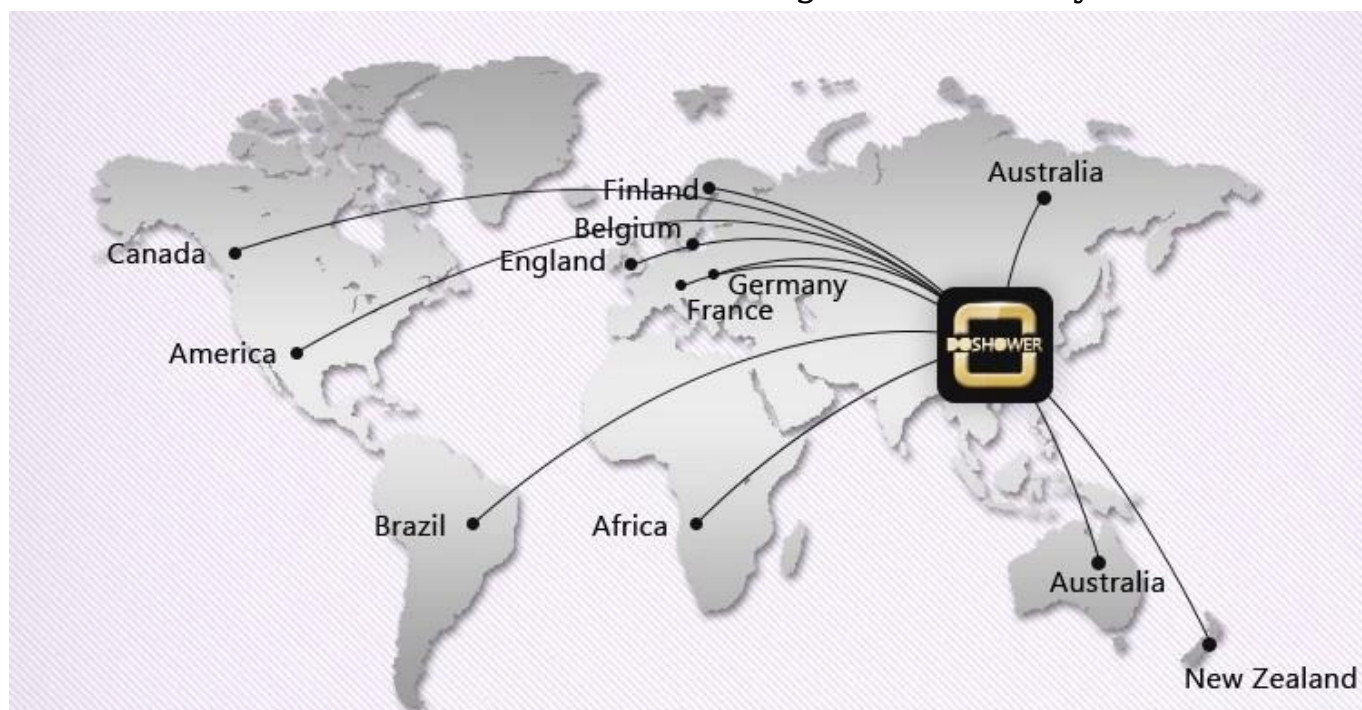 Australia
Finland
Belgium
Canada
England
Germany
France
DOSHOWER
America
Brazil
Africa
Australia
New Zealand